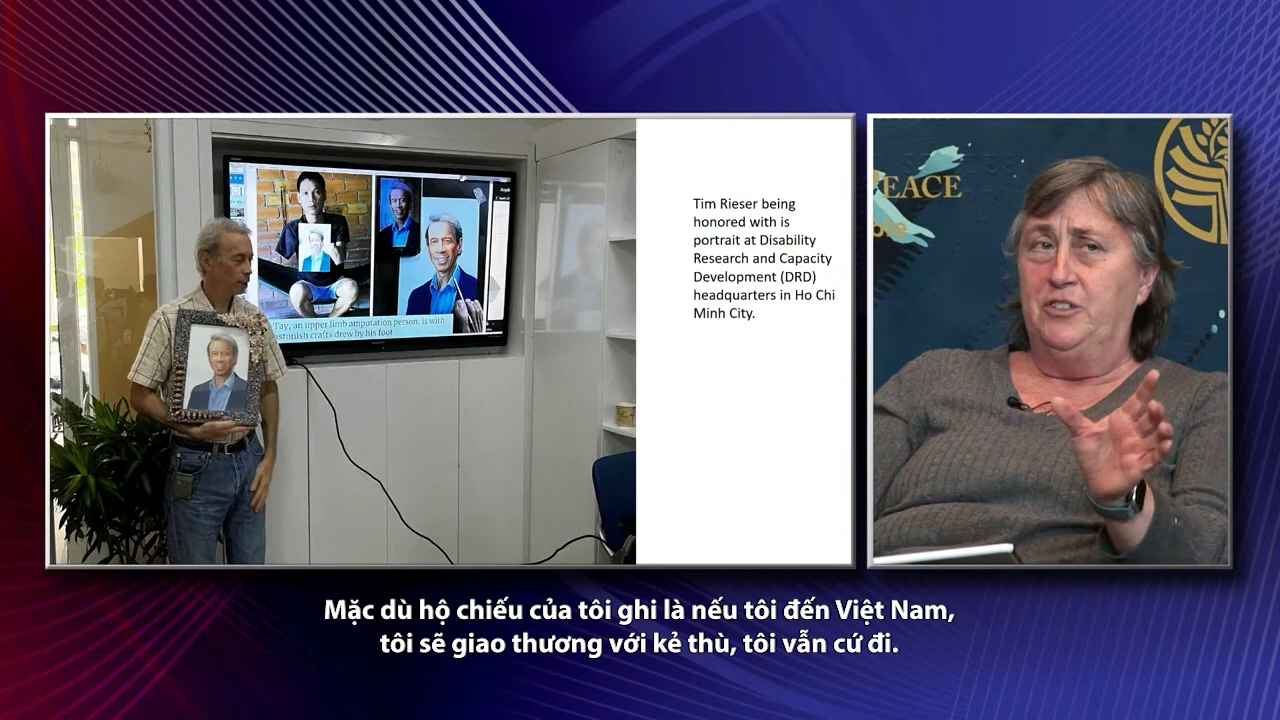 Tay, an upper limb amputation person, is with
astonish crafts drew by his foot
Tim Rieser being
honored with is
portrait at Disability
Research and Capacity
Development (DRD)
headquarters in Ho Chi
Minh City.
EACE
Mặc dù hộ chiếu của tôi ghi là nếu tôi đến Việt Nam,
tôi sẽ giao thương với kẻ thù, tôi vẫn cứ đi.